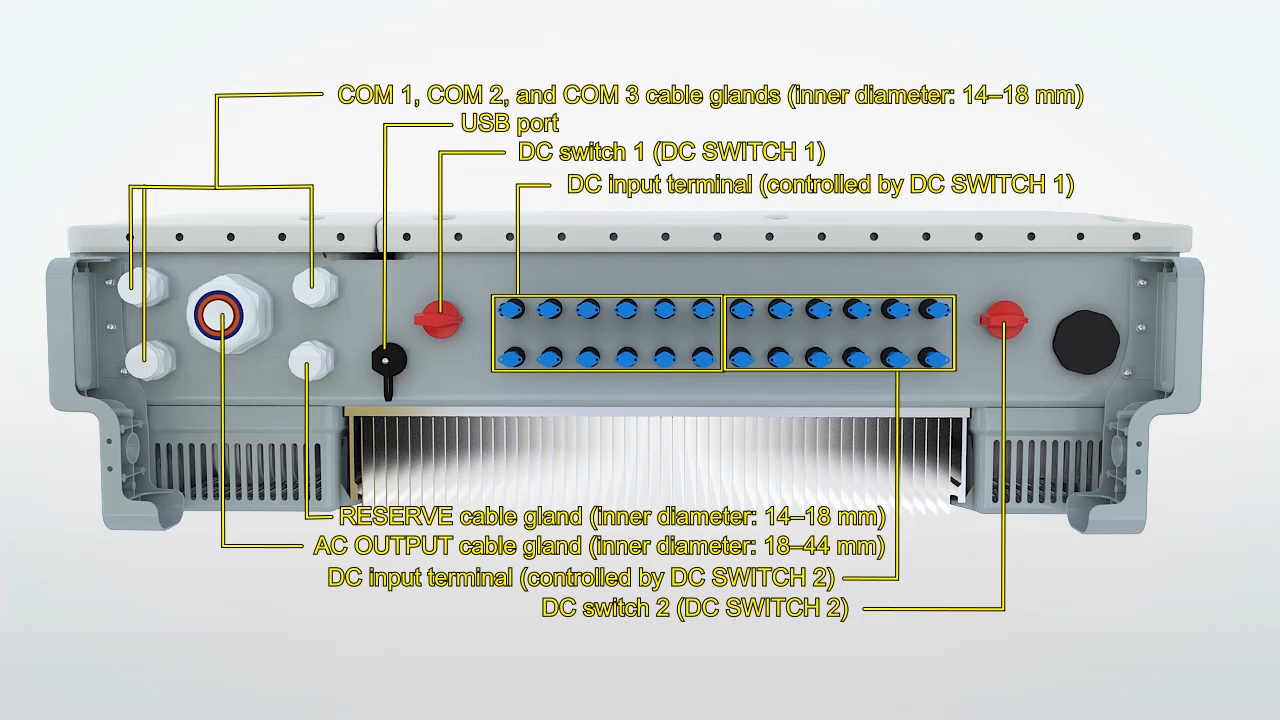 COM 1, COM 2, and COM 3 cable glands (inner diameter: 14–18 mm)
USB port
DC switch 1 (DC SWITCH 1)
DC input terminal (controlled by DC SWITCH 1)
RESERVE cable gland (inner diameter: 14–18 mm)
AC OUTPUT cable gland (inner diameter: 18–44 mm)
DC input terminal (controlled by DC SWITCH 2)
DC switch 2 (DC SWITCH 2)